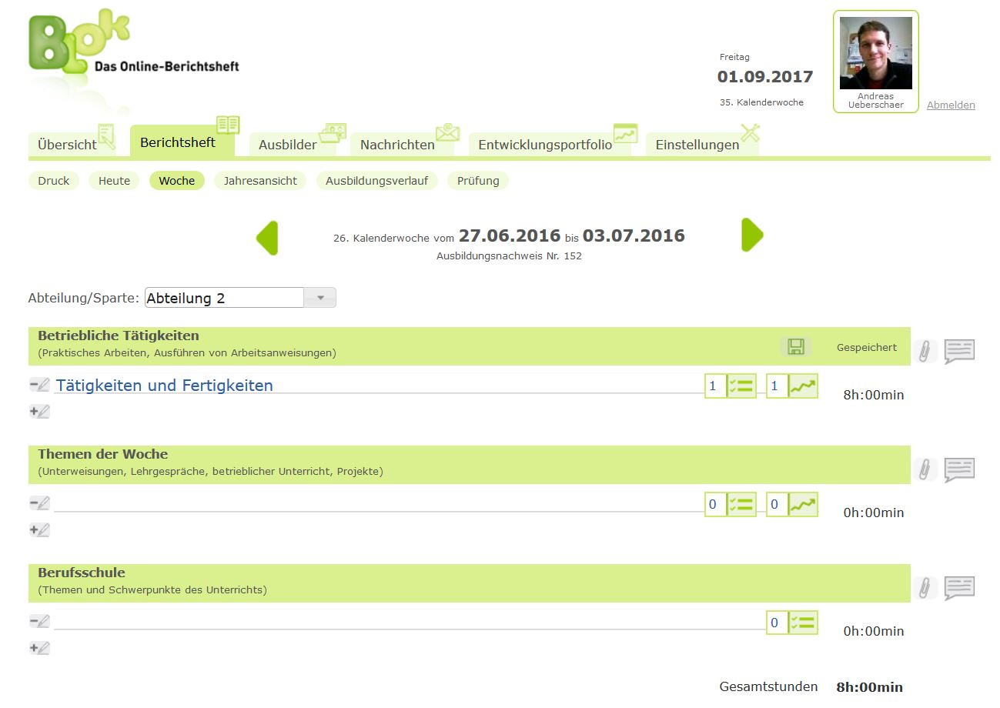 BLok
Das Online-Berichtsheft
Freitag
01.09.2017
35. Kalenderwoche
Andreas
Ueberschaer
Abmelden
Übersicht
Berichtsheft
Ausbilder
Nachrichten
Entwicklungsportfolio
Einstellungen
Druck
Heute
Woche
Jahresansicht
Ausbildungsverlauf
Prüfung
26. Kalenderwoche vom 27.06.2016 bis 03.07.2016
Ausbildungsnachweis Nr. 152
Abteilung/Sparte: Abteilung 2
Betriebliche Tätigkeiten
(Praktisches Arbeiten, Ausführen von Arbeitsanweisungen)
Gespeichert
Tätigkeiten und Fertigkeiten
1
1
8h:00min
Themen der Woche
(Unterweisungen, Lehrgespräche, betrieblicher Unterricht, Projekte)
0
0
0h:00min
Berufsschule
(Themen und Schwerpunkte des Unterrichts)
0
0h:00min
Gesamtstunden 8h:00min